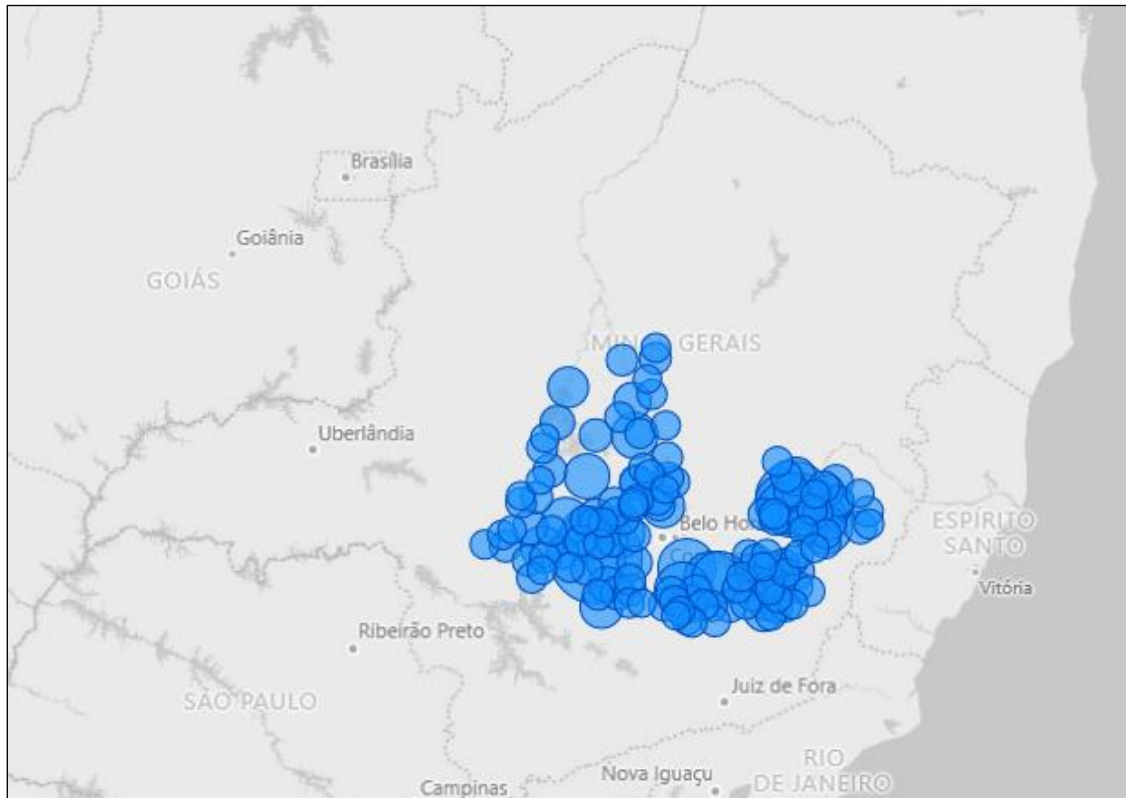 Brasília
Goiânia
GOIÁS
MIN GERAIS
Uberlândia
Belo Ho
ESPÍRITO
SANTO
Vitória
Ribeirão Preto
SÃO PAULO
Juiz de Fora
RIO
DE JANEIRO
Nova Iguaçu
Campinas